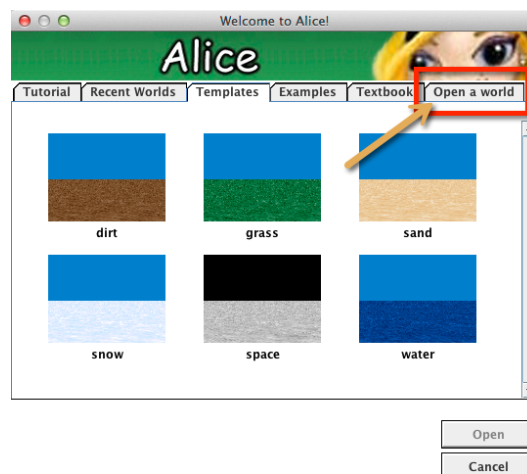 Welcome to Alice!
Alice
Tutorial Recent Worlds Templates Examples Textbook Open a world
dirt grass sand
snow space water
Open
Cancel